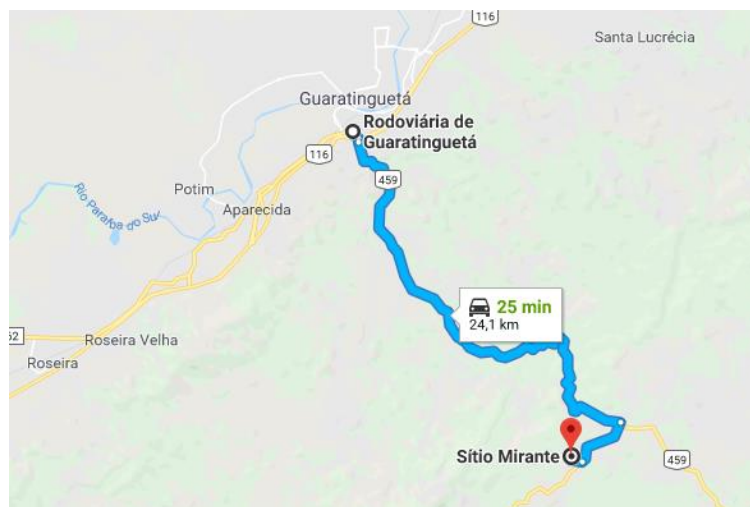 116
Santa Lucrécia
Guaratinguetá
Rodoviária de
Guaratinguetá
116
459
Potim
Rio Paraíba do Sul
Aparecida
25 min
24,1 km
Roseira Velha
Roseira
Sítio Mirante
459